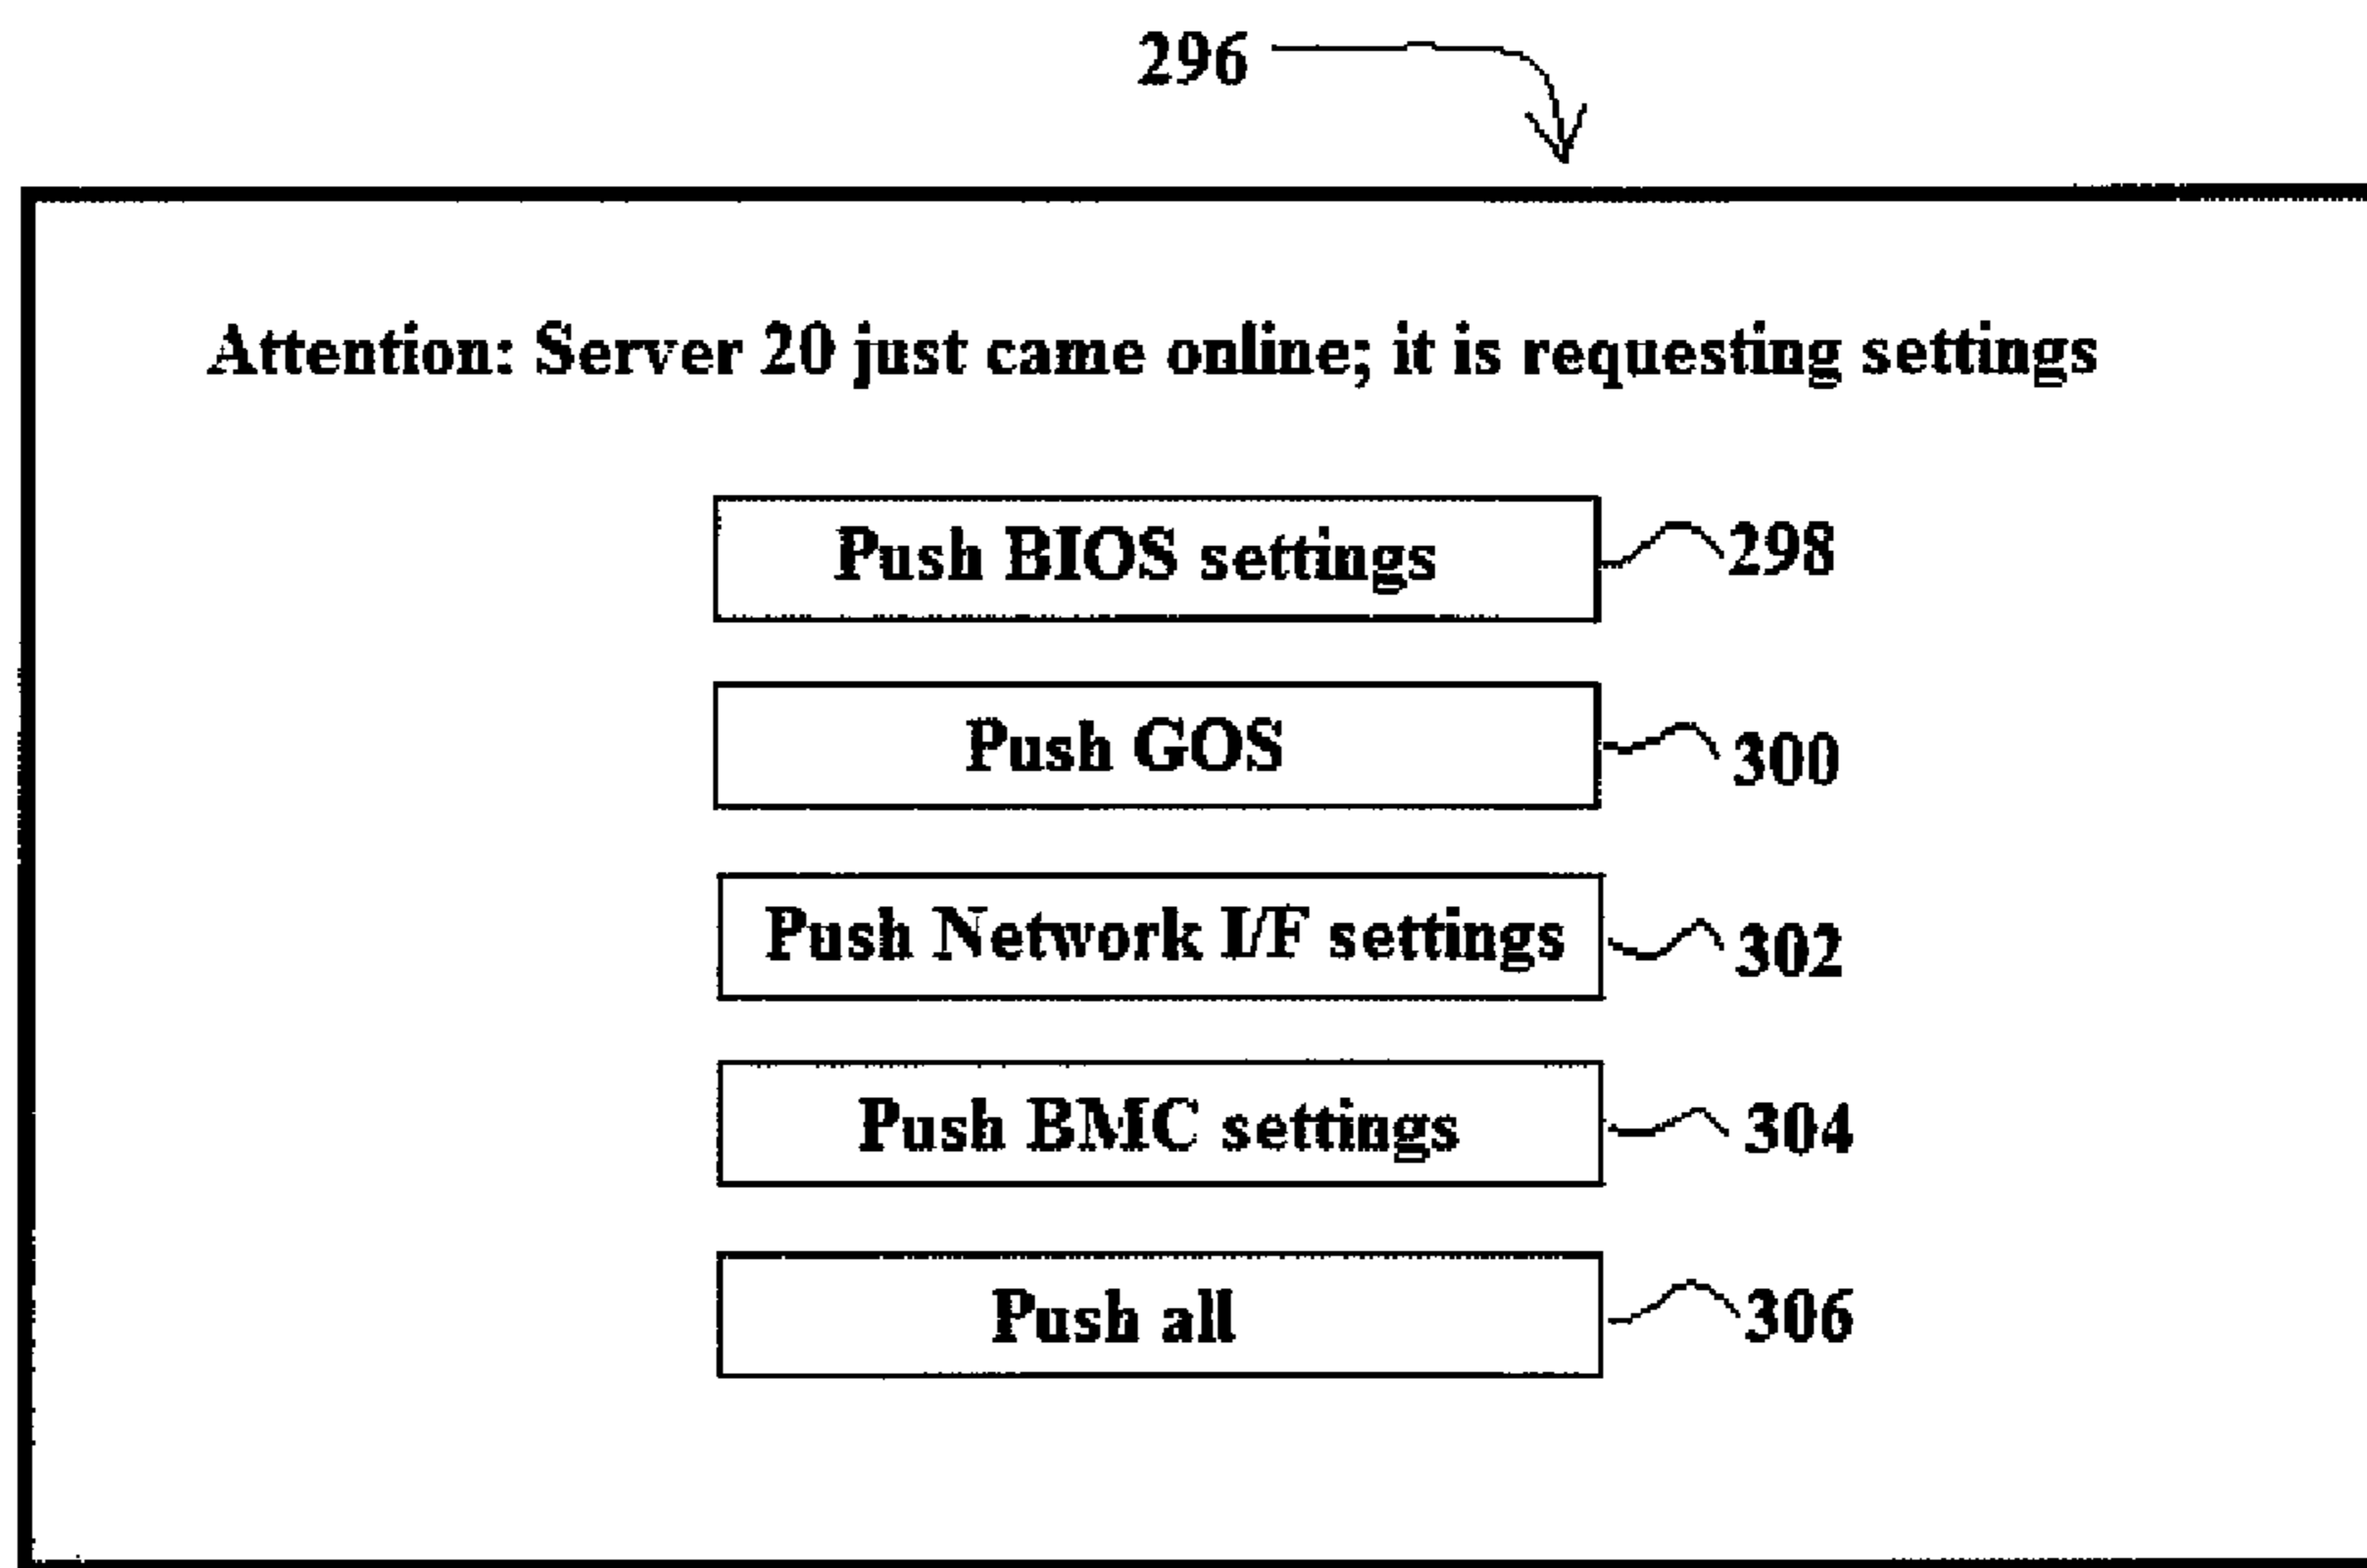 296
Attention: Server 20 just came online; it is requesting settings
Push BIOS settings 298
Push GOS 300
Push Network I/F settings 302
Push BMC settings 304
Push all 306